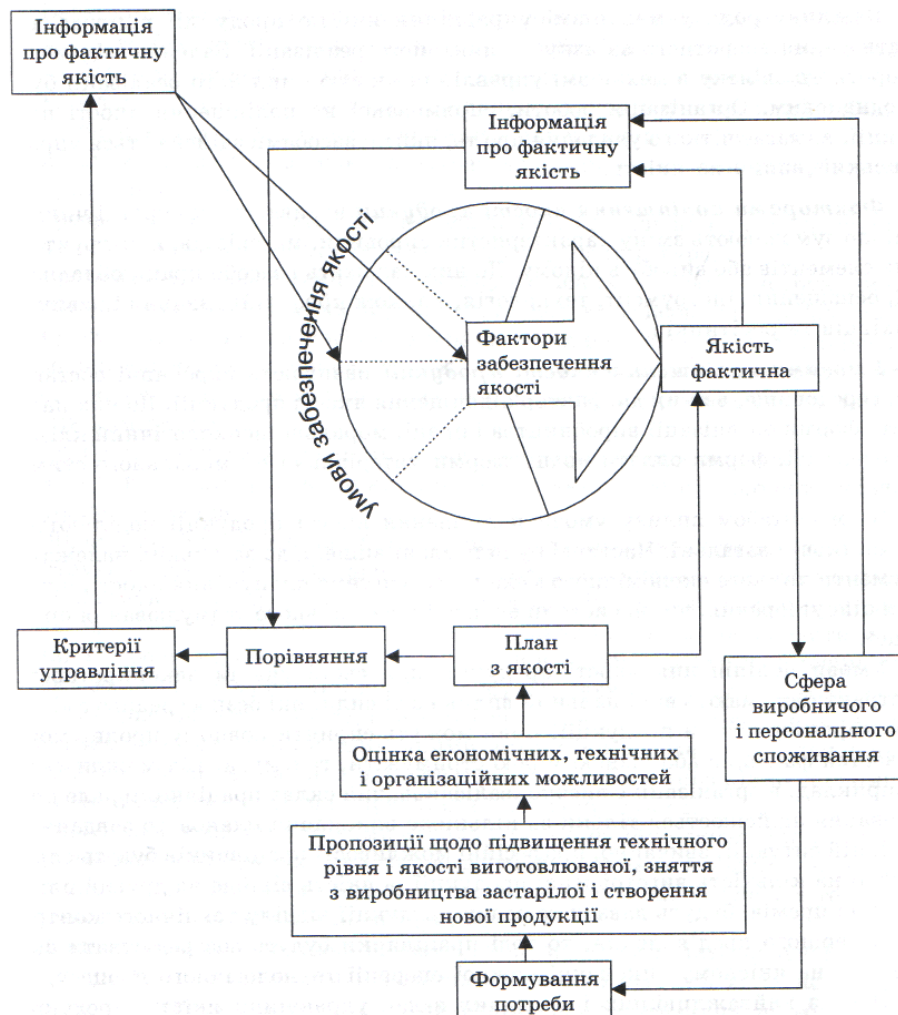 Інформація
про фактичну
якість
Інформація
про фактичну
якість
умови забезпечення якості
Фактори
забезпечення
якості
Якість
фактична
Критерії
управління
Порівняння
План
з якості
Сфера
виробничого
і персонального
споживання
Оцінка економічних, технічних
і організаційних можливостей
Пропозиції щодо підвищення технічного
рівня і якості виготовлюваної, зняття
з виробництва застарілої і створення
нової продукції
Формування
потреби